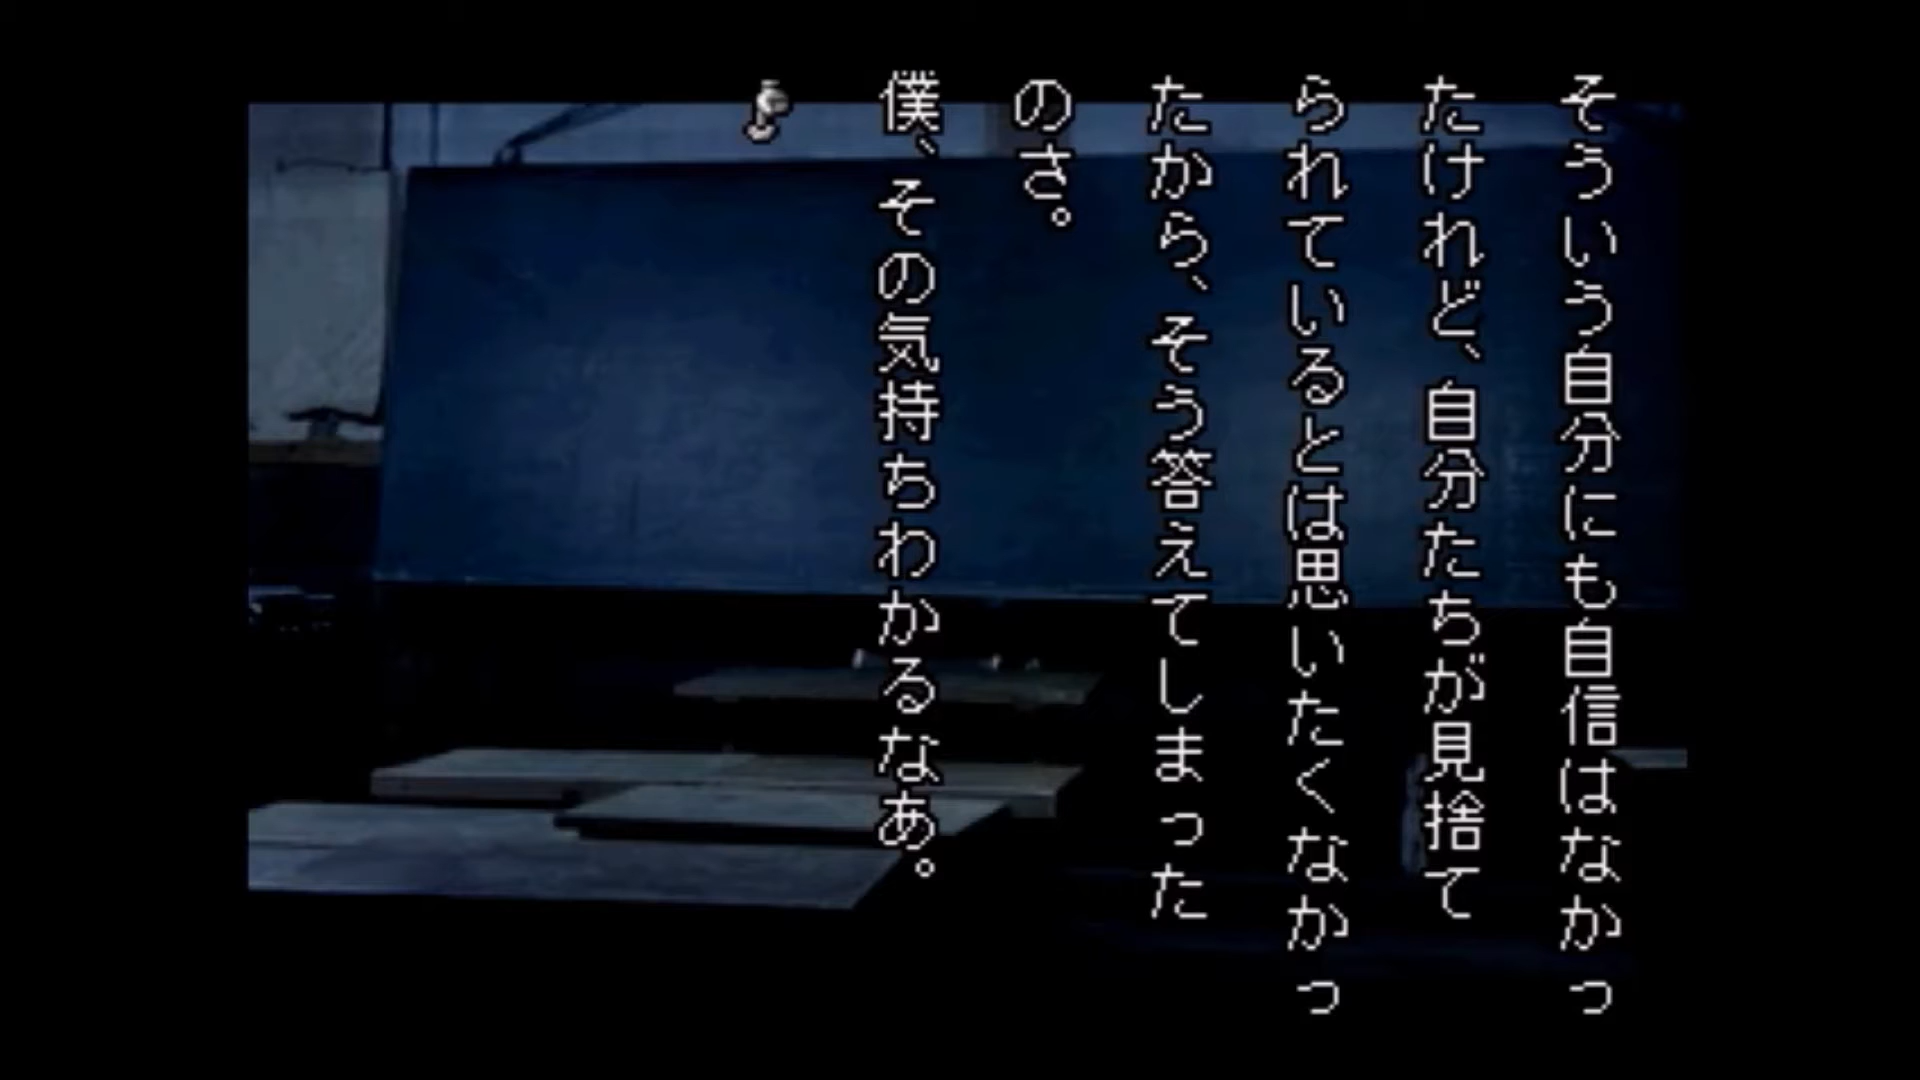 そういう自分にも自信はなかっ
たけれど、自分たちが見捨て
られているとは思いたくなかっ
たから、そう答えてしまった
のさ。
僕、その気持ちわかるなあ。